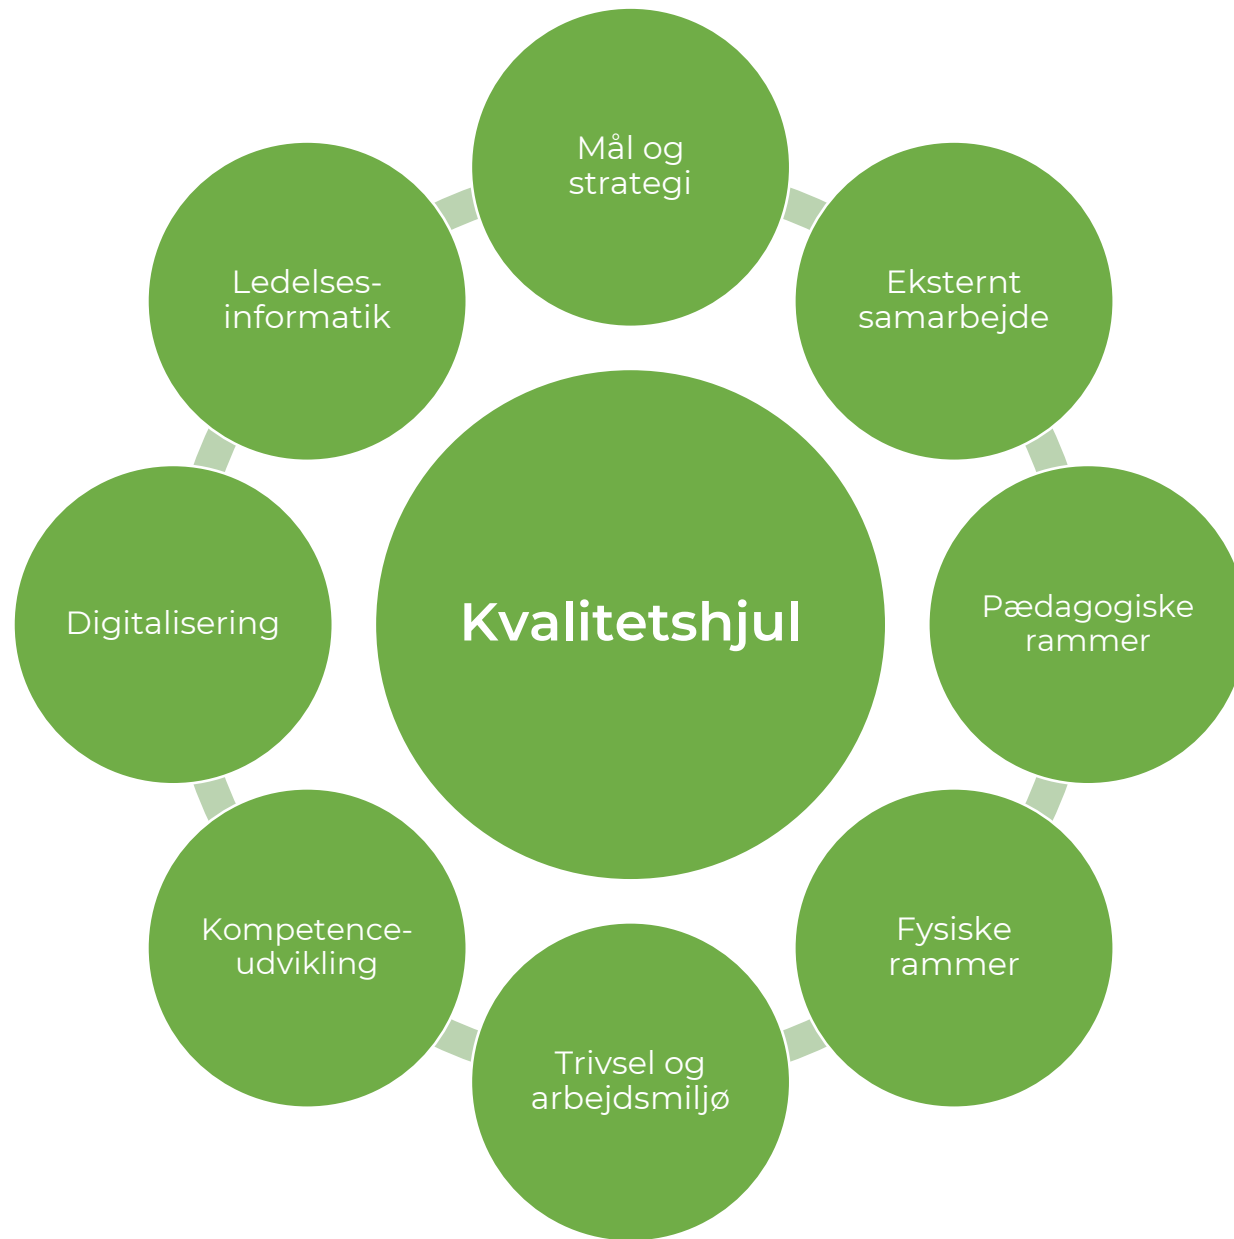 Mål og
strategi
Eksternt
samarbejde
Pædagogiske
rammer
Fysiske
rammer
Trivsel og
arbejdsmiljø
Kompetence-
udvikling
Digitalisering
Ledelses-
informatik
Kvalitetshjul